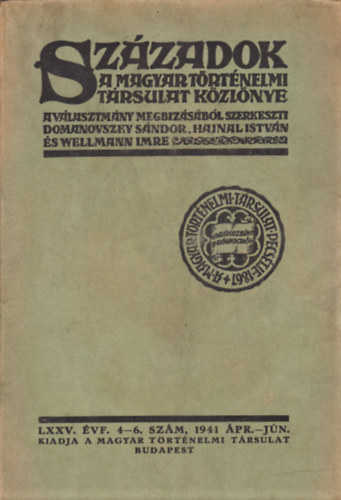 SZÁZADOK
A MAGYAR TÖRTÉNELMI
TÁRSULAT KÖZLÖNYE
A VÁLASZTMÁNY MEGBIZÁSÁBÓL SZERKESZTI
DOMANOVSZKY SÁNDOR, HAJNAL ISTVÁN
ÉS WELLMANN IMRE
A MAGYAR TÖRTÉNELMI TÁRSULAT PECSÉTJE 1867
LXXV. ÉVF. 4–6. SZÁM, 1941 ÁPR.–JÚN.
KIADJA A MAGYAR TÖRTÉNELMI TÁRSULAT
BUDAPEST